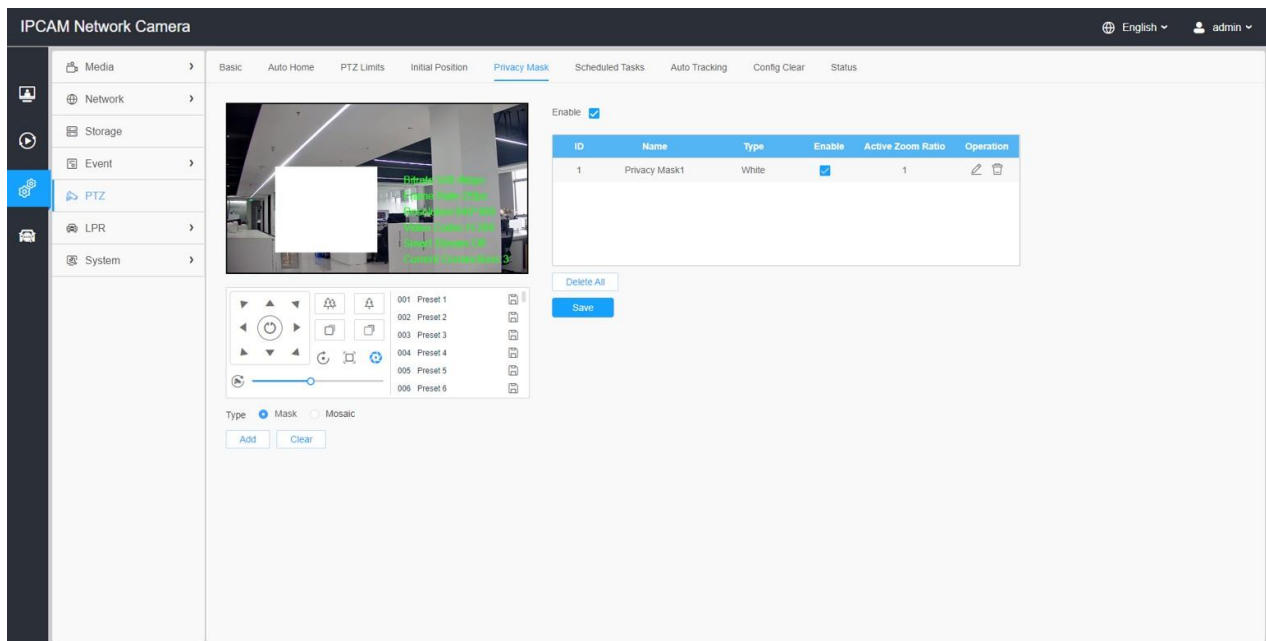 IPCAM Network Camera
English
admin
Media
Network
Storage
Event
PTZ
LPR
System
Basic Auto Home PTZ Limits Initial Position Privacy Mask Scheduled Tasks Auto Tracking Config Clear Status
Enable
ID Name Type Enable Active Zoom Ratio Operation
1 Privacy Mask1 White 1
Delete All
Save
001 Preset 1
002 Preset 2
003 Preset 3
004 Preset 4
005 Preset 5
006 Preset 6
Type Mask Mosaic
Add Clear